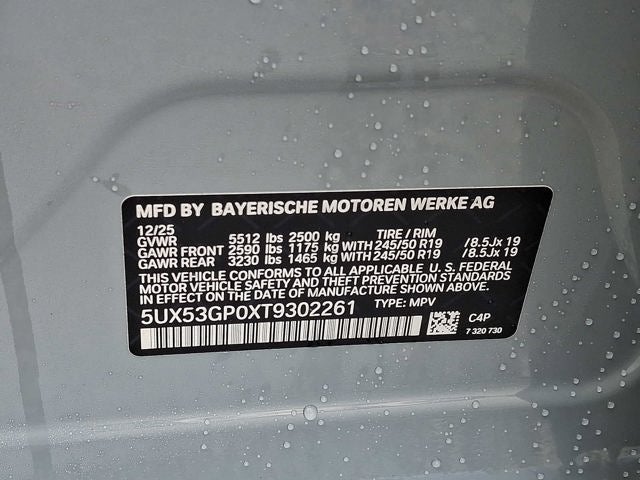 MFD BY BAYERISCHE MOTOREN WERKE AG
12/25 TIRE / RIM
GVWR 5512 lbs 2500 kg
GAWR FRONT 2590 lbs 1175 kg WITH 245/50 R19 /8.5Jx 19
GAWR REAR 3230 lbs 1465 kg WITH 245/50 R19 /8.5Jx 19
THIS VEHICLE CONFORMS TO ALL APPLICABLE U.S. FEDERAL
MOTOR VEHICLE SAFETY AND THEFT PREVENTION STANDARDS
IN EFFECT ON THE DATE OF MANUFACTURE SHOWN ABOVE.
5UX53GP0XT9302261 TYPE: MPV
C4P
7 320 730